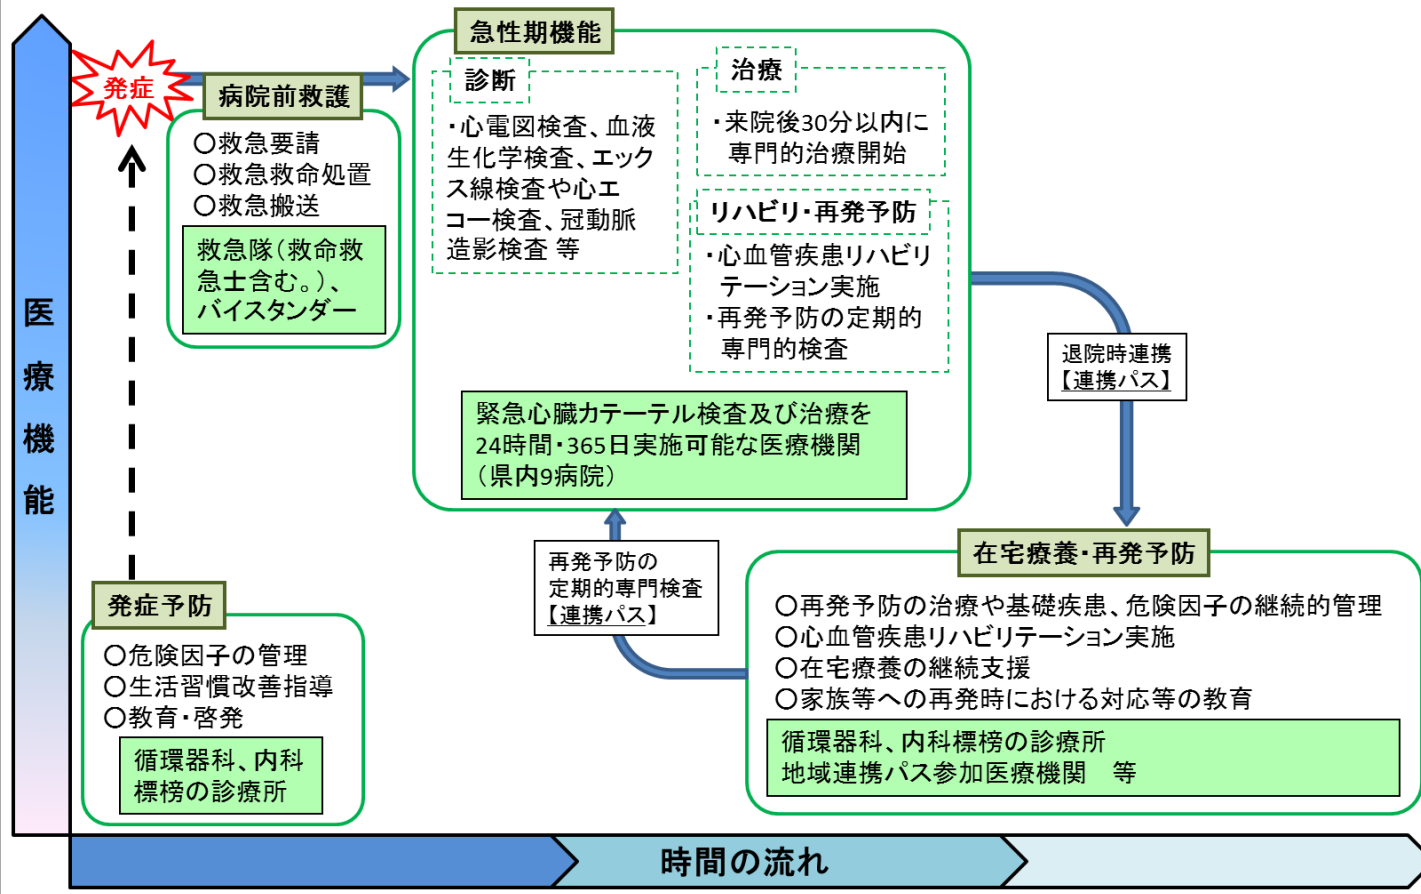 急性期機能
発症
病院前救護
○救急要請
○救急救命処置
○救急搬送
救急隊(救命救
急士含む。)、
バイスタンダー
診断
・心電図検査、血液
生化学検査、エック
ス線検査や心エ
コー検査、冠動脈
造影検査 等
治療
・来院後30分以内に
専門的治療開始
リハビリ・再発予防
・心血管疾患リハビリ
テーション実施
・再発予防の定期的
専門的検査
緊急心臓カテーテル検査及び治療を
24時間・365日実施可能な医療機関
(県内9病院)
退院時連携
【連携パス】
再発予防の
定期的専門検査
【連携パス】
在宅療養・再発予防
○再発予防の治療や基礎疾患、危険因子の継続的管理
○心血管疾患リハビリテーション実施
○在宅療養の継続支援
○家族等への再発時における対応等の教育
循環器科、内科標榜の診療所
地域連携パス参加医療機関　等
発症予防
○危険因子の管理
○生活習慣改善指導
○教育・啓発
循環器科、内科
標榜の診療所
医療機能
時間の流れ